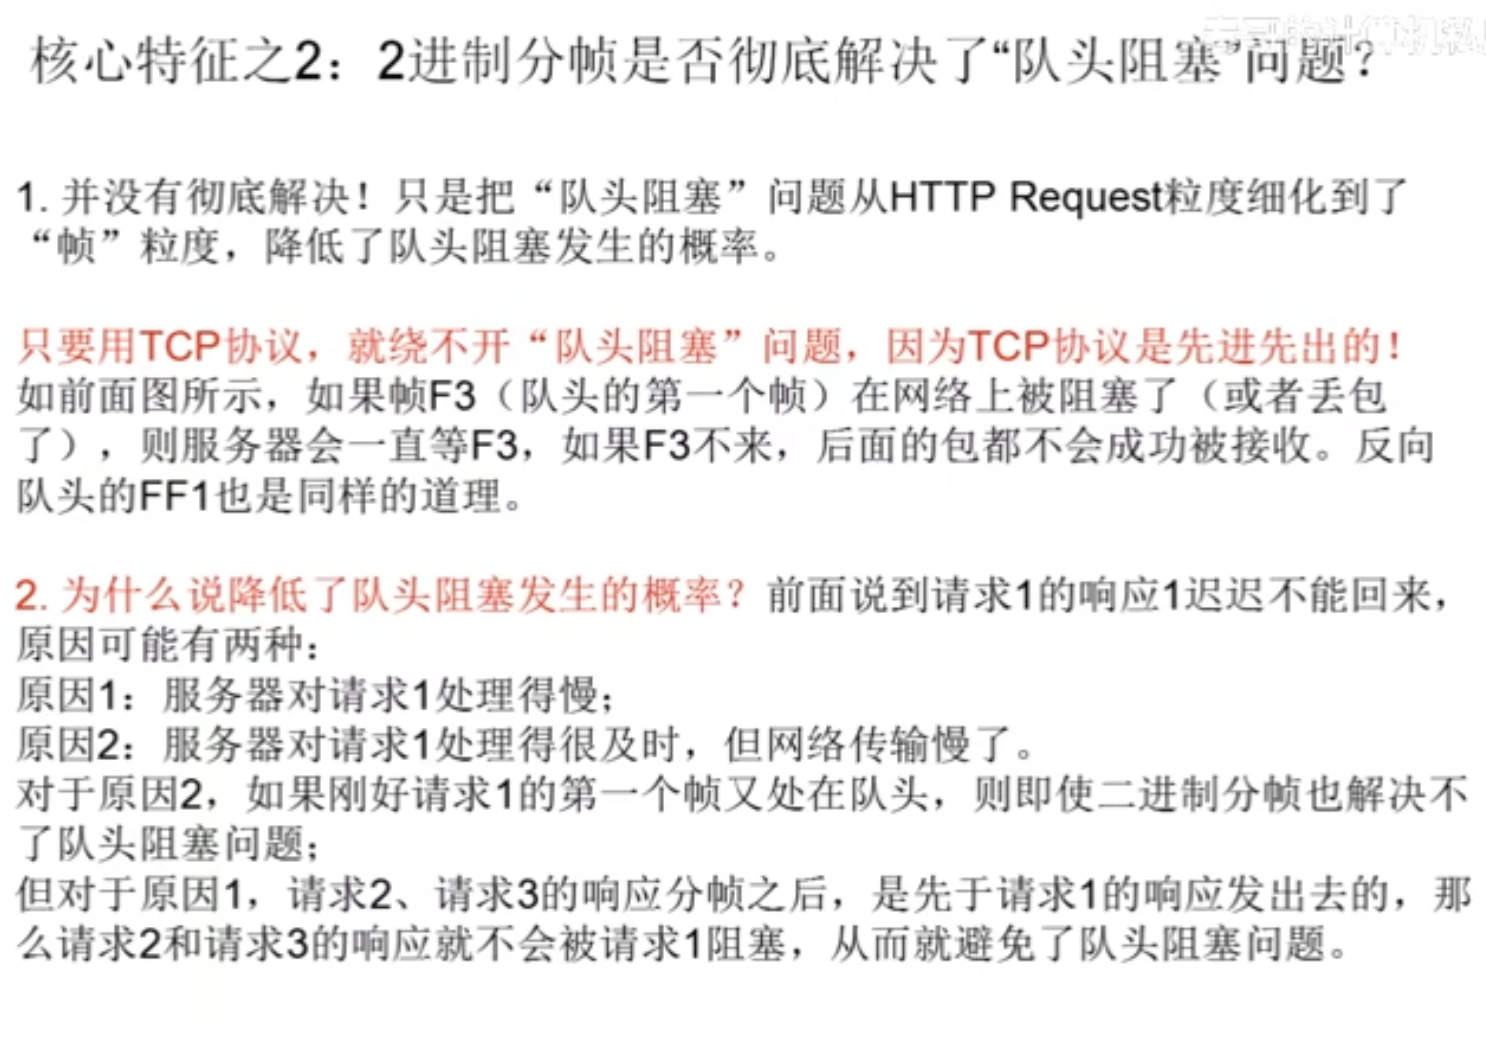 核心特征之2：2进制分帧是否彻底解决了“队头阻塞”问题？
1. 并没有彻底解决！只是把“队头阻塞”问题从HTTP Request粒度细化到了
“帧”粒度，降低了队头阻塞发生的概率。
只要用TCP协议，就绕不开“队头阻塞”问题，因为TCP协议是先进先出的！
如前面图所示，如果帧F3（队头的第一个帧）在网络上被阻塞了（或者丢包
了），则服务器会一直等F3，如果F3不来，后面的包都不会成功被接收。反向
队头的FF1也是同样的道理。
2. 为什么说降低了队头阻塞发生的概率？前面说到请求1的响应1迟迟不能回来，
原因可能有两种：
原因1：服务器对请求1处理得慢；
原因2：服务器对请求1处理得很及时，但网络传输慢了。
对于原因2，如果刚好请求1的第一个帧又处在队头，则即使二进制分帧也解决不
了队头阻塞问题；
但对于原因1，请求2、请求3的响应分帧之后，是先于请求1的响应发出去的，那
么请求2和请求3的响应就不会被请求1阻塞，从而就避免了队头阻塞问题。